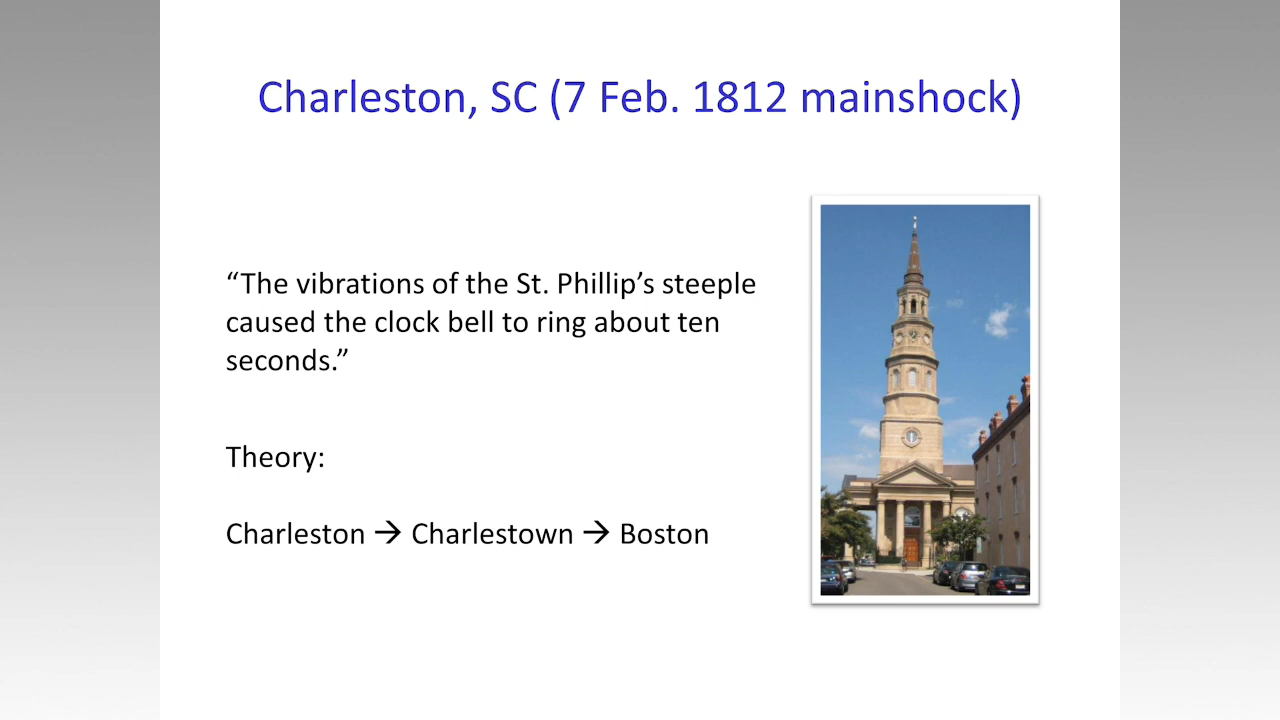 Charleston, SC (7 Feb. 1812 mainshock)
“The vibrations of the St. Phillip’s steeple
caused the clock bell to ring about ten
seconds.”
Theory:
Charleston → Charlestown → Boston